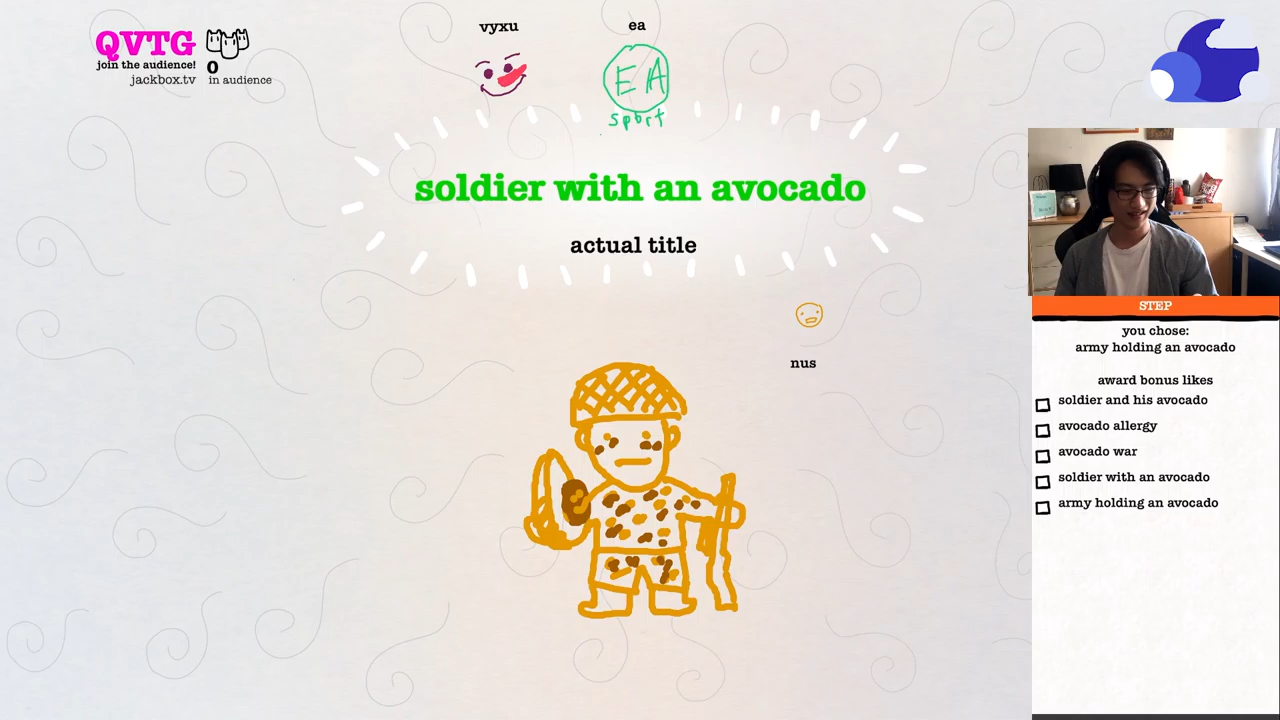 QVTG
join the audience!
jackbox.tv
0
in audience
vyxu
ea
EA
sport
soldier with an avocado
actual title
nus
STEP
you chose:
army holding an avocado
award bonus likes
soldier and his avocado
avocado allergy
avocado war
soldier with an avocado
army holding an avocado